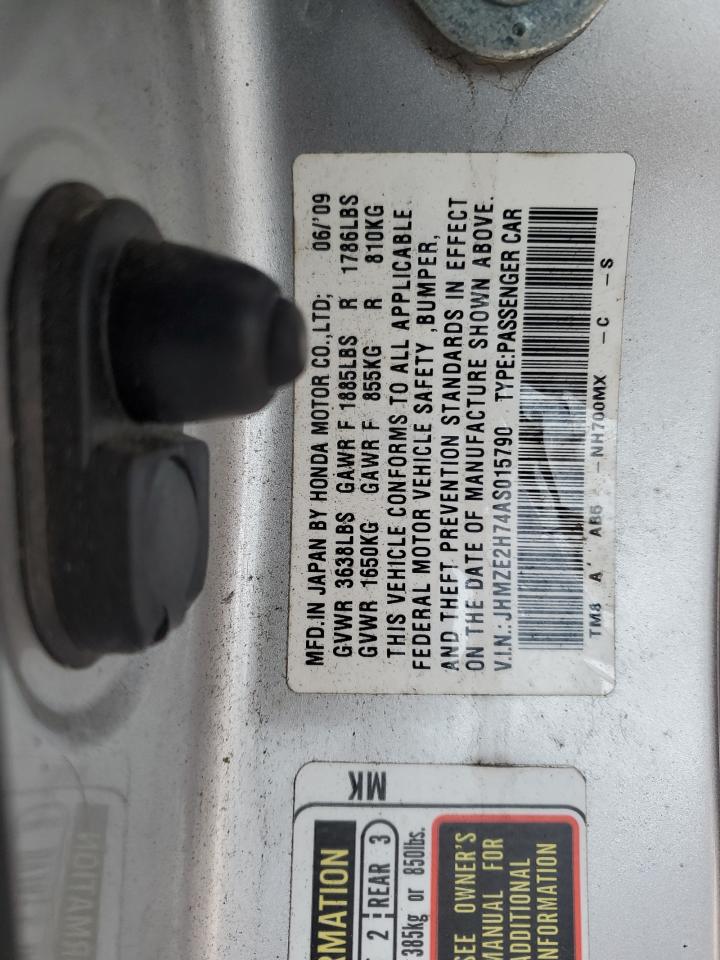 MFD.IN JAPAN BY HONDA MOTOR CO.,LTD; 06/'09
GVWR 3638LBS GAWR F 1885LBS R 1786LBS
GVWR 1650KG GAWR F 855KG R 810KG
THIS VEHICLE CONFORMS TO ALL APPLICABLE
FEDERAL MOTOR VEHICLE SAFETY ,BUMPER,
AND THEFT PREVENTION STANDARDS IN EFFECT
ON THE DATE OF MANUFACTURE SHOWN ABOVE.
V.I.N.: JHMZE2H74AS015790 TYPE:PASSENGER CAR
TM8 A AB6 -NH700MX -C -S
MK
RMATION
2 REAR 3
385kg or 850lbs.
SEE OWNER'S
MANUAL FOR
ADDITIONAL
INFORMATION